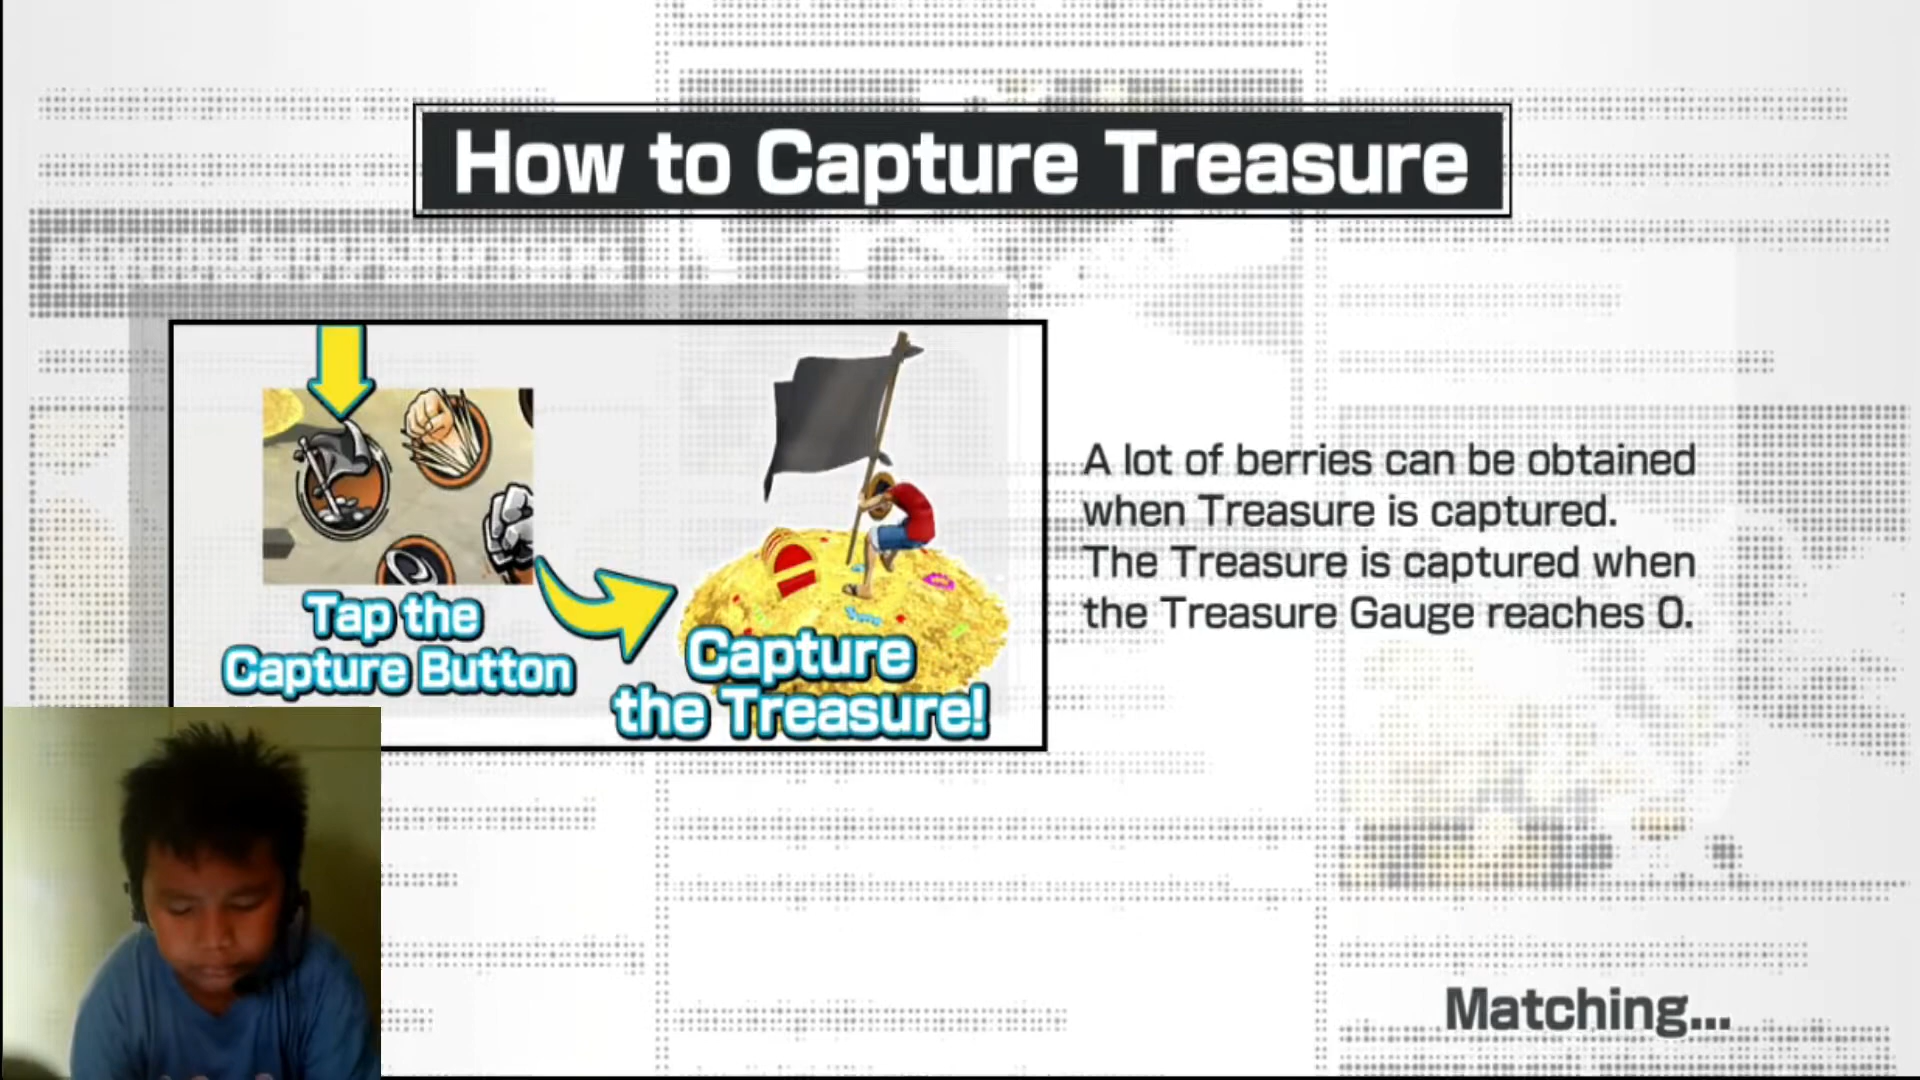 How to Capture Treasure
Tap the
Capture Button
Capture
the Treasure!
A lot of berries can be obtained
when Treasure is captured.
The Treasure is captured when
the Treasure Gauge reaches 0.
Matching...